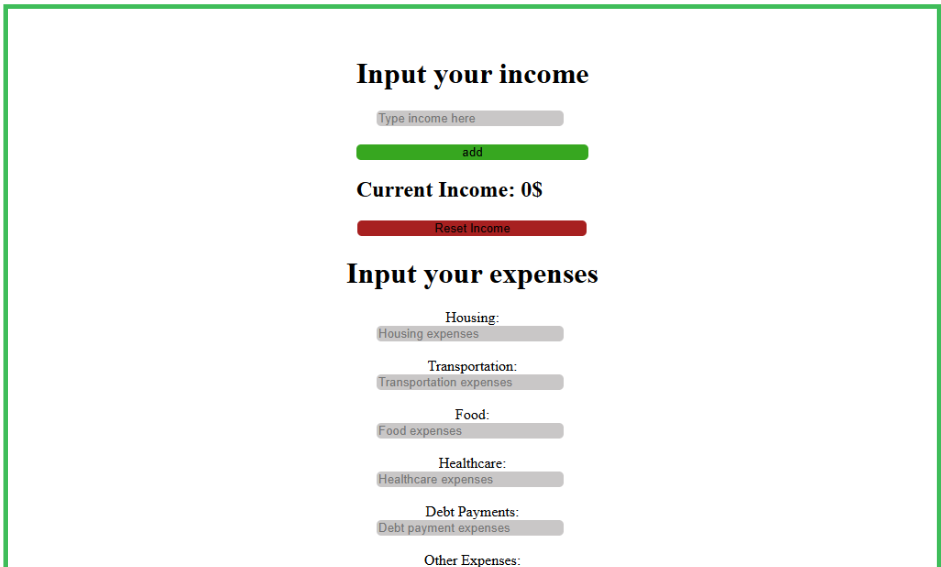 Input your income
Type income here
add
Current Income: 0$
Reset Income
Input your expenses
Housing:
Housing expenses
Transportation:
Transportation expenses
Food:
Food expenses
Healthcare:
Healthcare expenses
Debt Payments:
Debt payment expenses
Other Expenses: